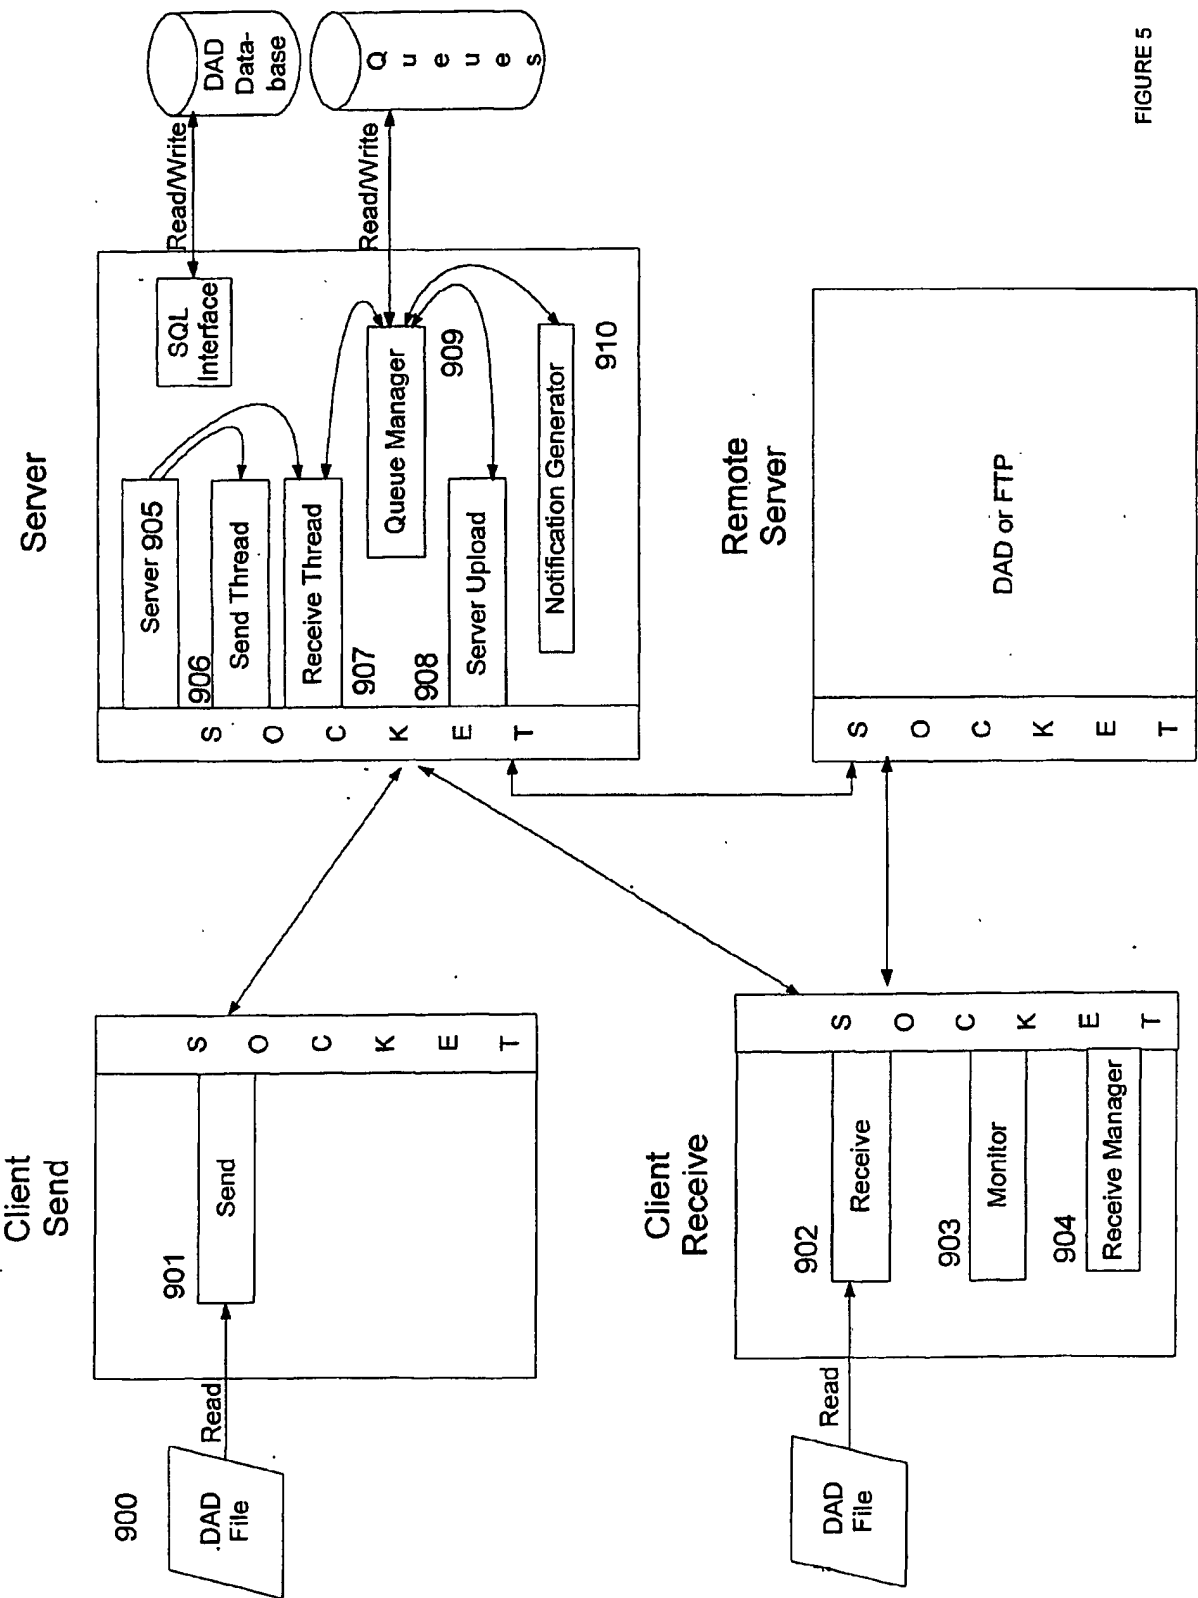 Client
Send
900
.DAD
File
Read
901
Send
S O C K E T
Client
Receive
DAD
File
Read
902
Receive
903
Monitor
904
Receive Manager
S O C K E T
Server
S O C K E T
Server 905
906
Send Thread
Receive Thread
907
Queue Manager
909
908
Server Upload
Notification Generator
910
SQL
Interface
Read/Write
DAD
Data-
base
Read/Write
Queues
Remote
Server
S O C K E T
DAD or FTP
FIGURE 5